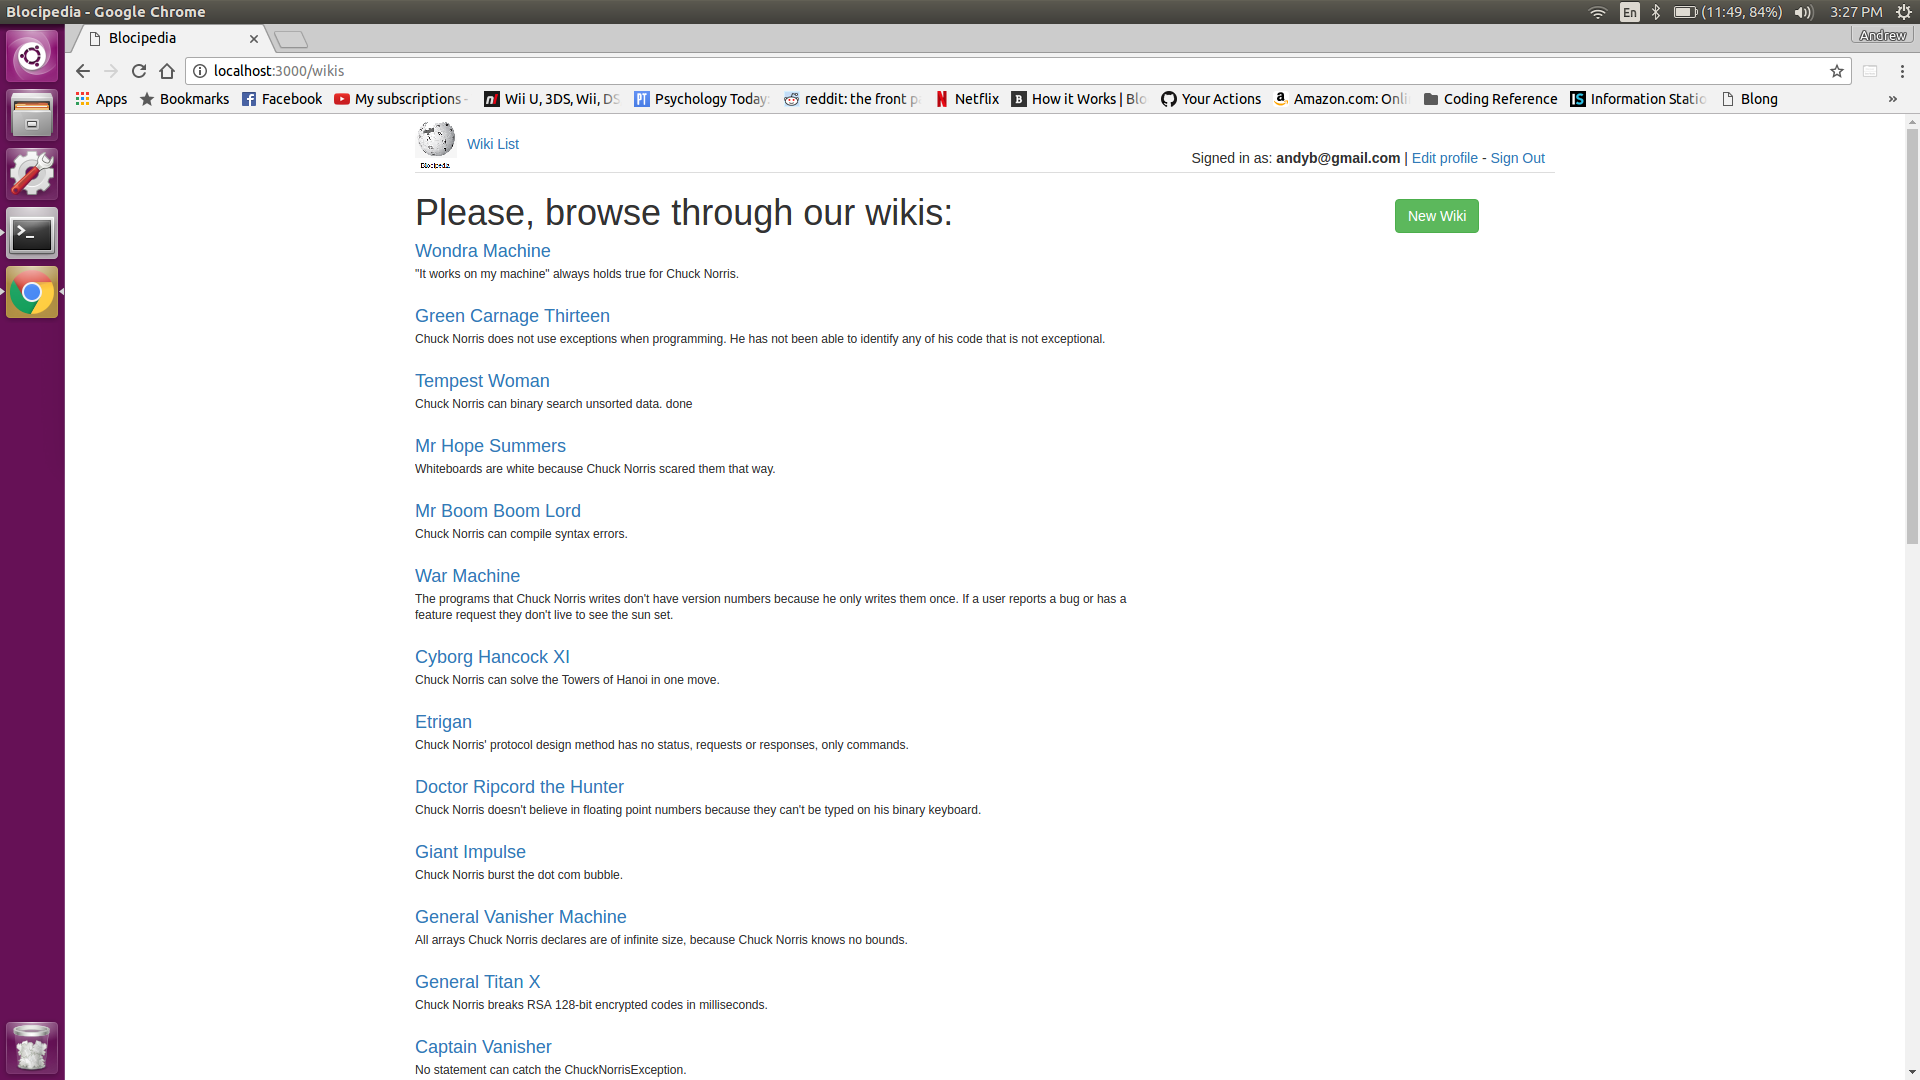 Blocipedia - Google Chrome
En
(11:49, 84%)
3:27 PM
Blocipedia
Andrew
localhost:3000/wikis
Apps
Bookmarks
Facebook
My subscriptions -
Wii U, 3DS, Wii, DS
Psychology Today:
reddit: the front
Netflix
How it Works | Blo
Your Actions
Amazon.com: Onli
Coding Reference
Information Statio
Blong
»
Blocipedia
Wiki List
Signed in as: andyb@gmail.com | Edit profile - Sign Out
Please, browse through our wikis:
New Wiki
Wondra Machine
"It works on my machine" always holds true for Chuck Norris.
Green Carnage Thirteen
Chuck Norris does not use exceptions when programming. He has not been able to identify any of his code that is not exceptional.
Tempest Woman
Chuck Norris can binary search unsorted data. done
Mr Hope Summers
Whiteboards are white because Chuck Norris scared them that way.
Mr Boom Boom Lord
Chuck Norris can compile syntax errors.
War Machine
The programs that Chuck Norris writes don't have version numbers because he only writes them once. If a user reports a bug or has a
feature request they don't live to see the sun set.
Cyborg Hancock XI
Chuck Norris can solve the Towers of Hanoi in one move.
Etrigan
Chuck Norris' protocol design method has no status, requests or responses, only commands.
Doctor Ripcord the Hunter
Chuck Norris doesn't believe in floating point numbers because they can't be typed on his binary keyboard.
Giant Impulse
Chuck Norris burst the dot com bubble.
General Vanisher Machine
All arrays Chuck Norris declares are of infinite size, because Chuck Norris knows no bounds.
General Titan X
Chuck Norris breaks RSA 128-bit encrypted codes in milliseconds.
Captain Vanisher
No statement can catch the ChuckNorrisException.